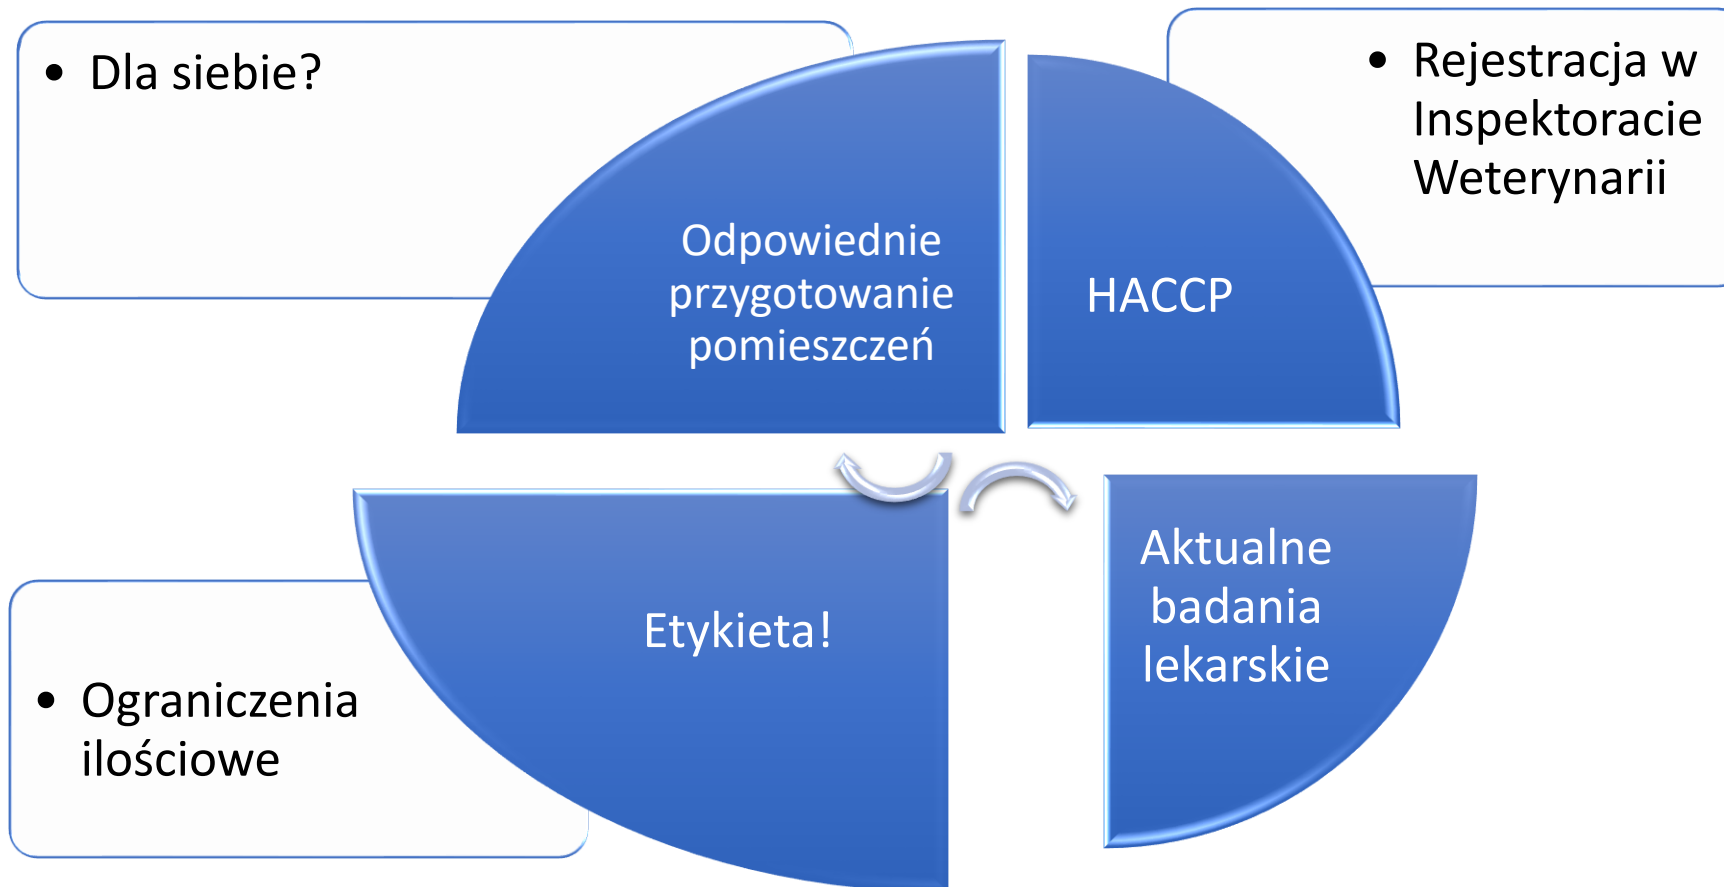 • Dla siebie?
Odpowiednie
przygotowanie
pomieszczeń
HACCP
• Rejestracja w
Inspektoracie
Weterynarii
• Ograniczenia
ilościowe
Etykieta!
Aktualne
badania
lekarskie